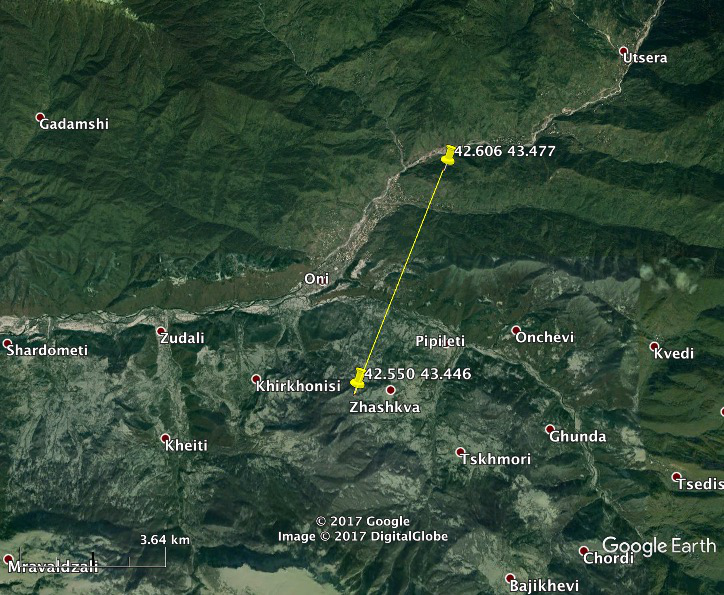 Utsera
Gadamshi
42.606 43.477
Oni
Zudali
Shardometi
Pipileti
Onchevi
Kvedi
42.550 43.446
Khirkhonisi
Zhashkva
Kheiti
Ghunda
Tskhmori
Tsedis
© 2017 Google
Image © 2017 DigitalGlobe
3.64 km
Google Earth
Chordi
Mravaldzali
Bajikhevi